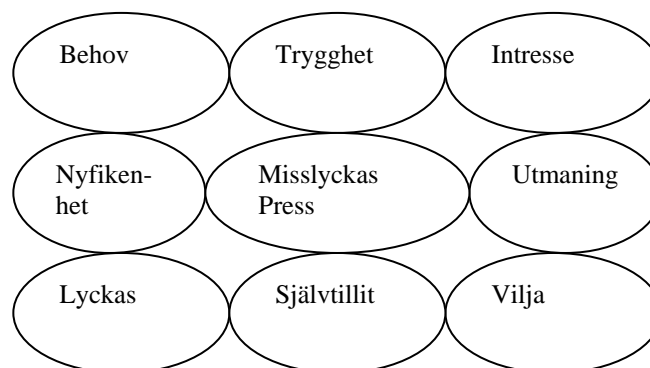 Behov
Trygghet
Intresse
Nyfiken-
het
Misslyckas
Press
Utmaning
Lyckas
Självtillit
Vilja